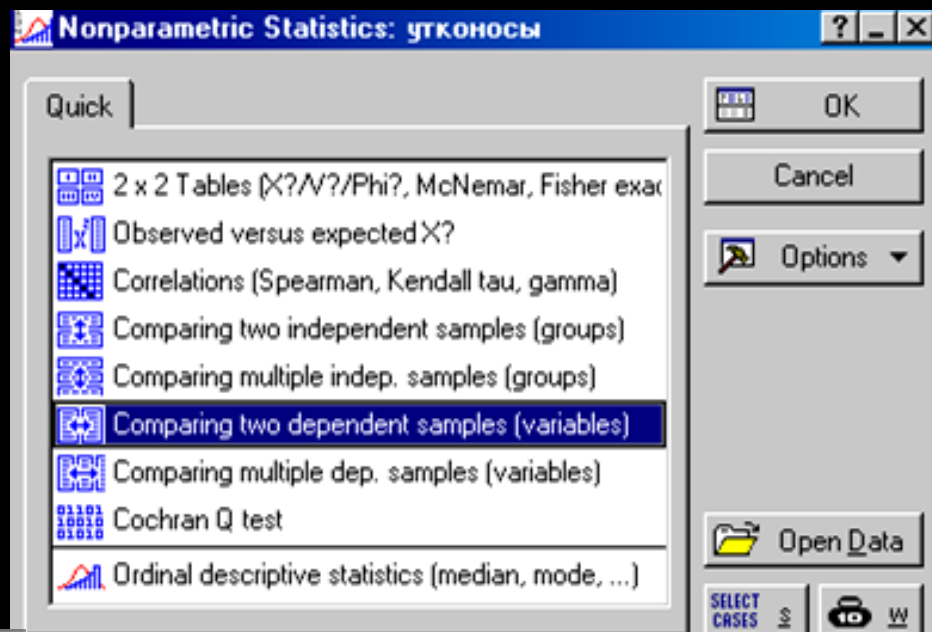 Nonparametric Statistics: утконосы
Quick
OK
Cancel
Options
2 x 2 Tables (X?/V?/Phi?, McNemar, Fisher exac
Observed versus expected X?
Correlations (Spearman, Kendall tau, gamma)
Comparing two independent samples (groups)
Comparing multiple indep. samples (groups)
Comparing two dependent samples (variables)
Comparing multiple dep. samples (variables)
Cochran Q test
Ordinal descriptive statistics (median, mode, ...)
Open Data
SELECT
CASES S
W